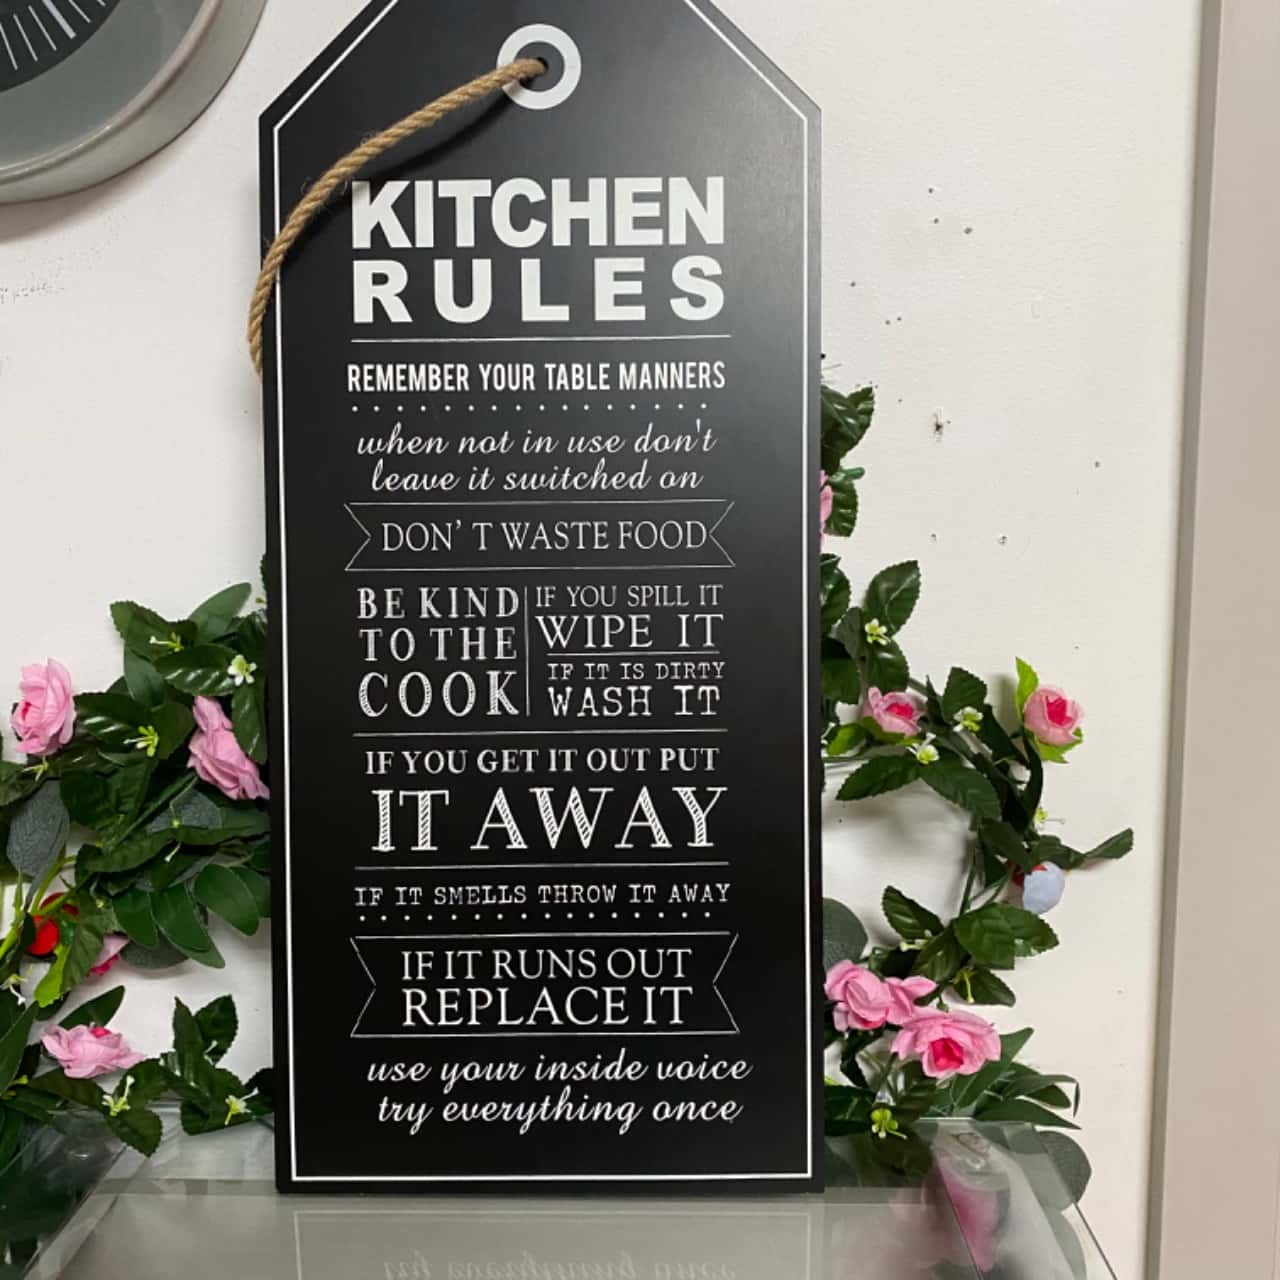 KITCHEN
RULES
REMEMBER YOUR TABLE MANNERS
when not in use don't
leave it switched on
DON'T WASTE FOOD
BE KIND
TO THE
COOK
IF YOU SPILL IT
WIPE IT
IF IT IS DIRTY
WASH IT
IF YOU GET IT OUT PUT
IT AWAY
IF IT SMELLS THROW IT AWAY
IF IT RUNS OUT
REPLACE IT
use your inside voice
try everything once